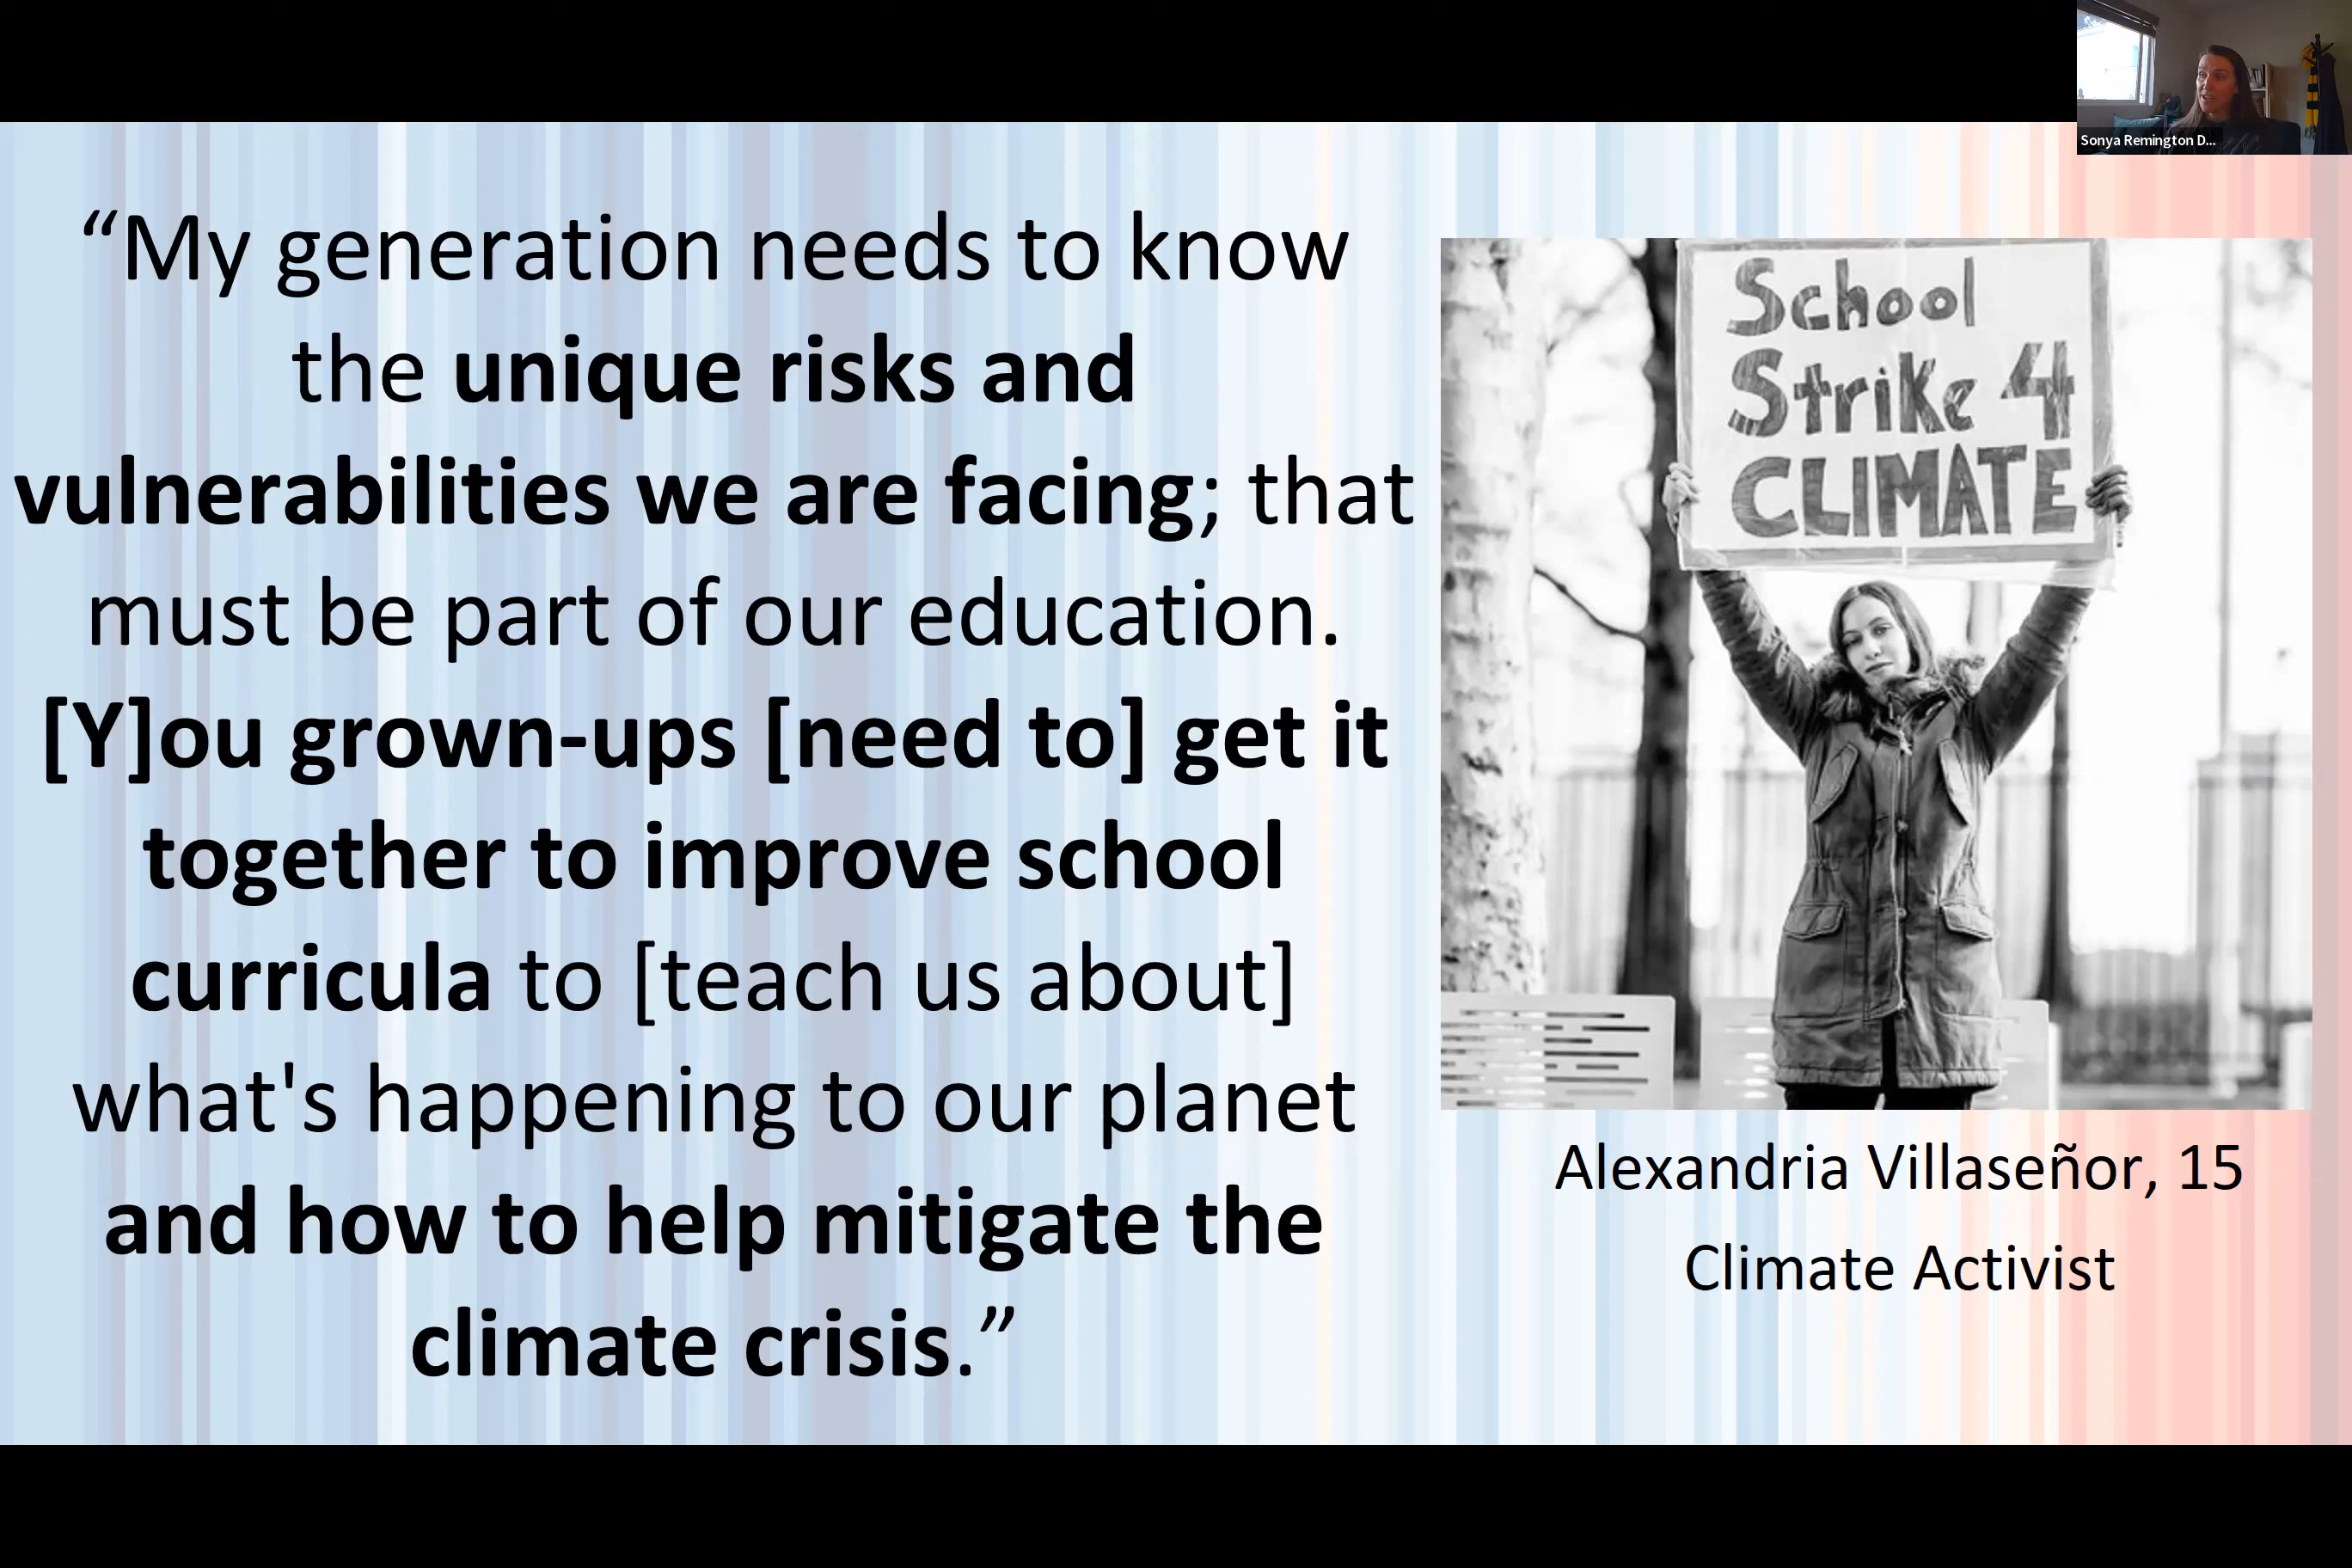 Sonya Remington D...
“My generation needs to know
the unique risks and
vulnerabilities we are facing; that
must be part of our education.
[Y]ou grown-ups [need to] get it
together to improve school
curricula to [teach us about]
what's happening to our planet
and how to help mitigate the
climate crisis.”
School
Strike 4
CLIMATE
Alexandria Villaseñor, 15
Climate Activist